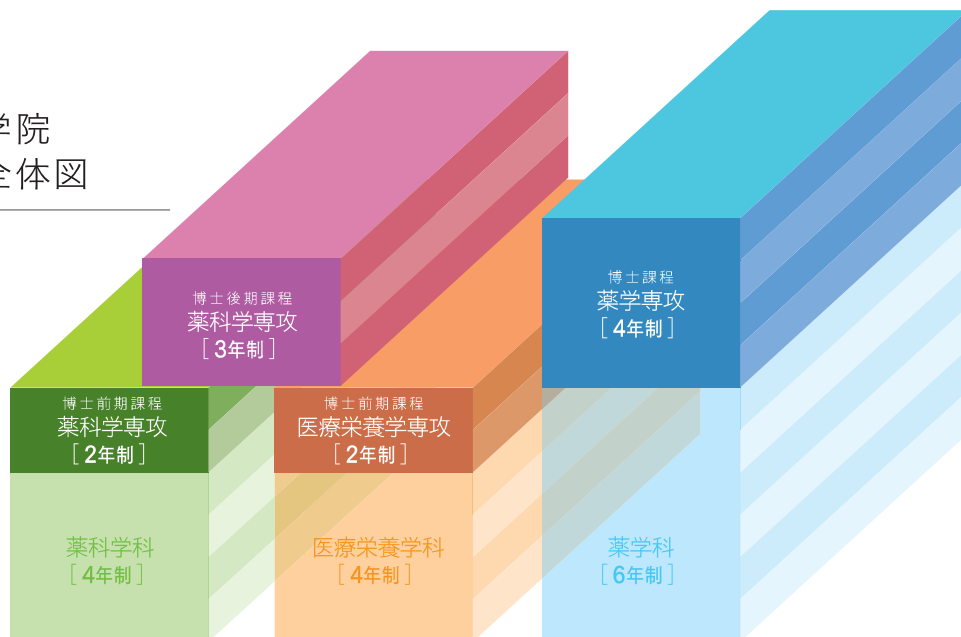 学院
全体図
博士後期課程
薬科学専攻
[3年制]
博士課程
薬学専攻
[4年制]
博士前期課程
薬科学専攻
[2年制]
博士前期課程
医療栄養学専攻
[2年制]
薬科学科
[4年制]
医療栄養学科
[4年制]
薬学科
[6年制]